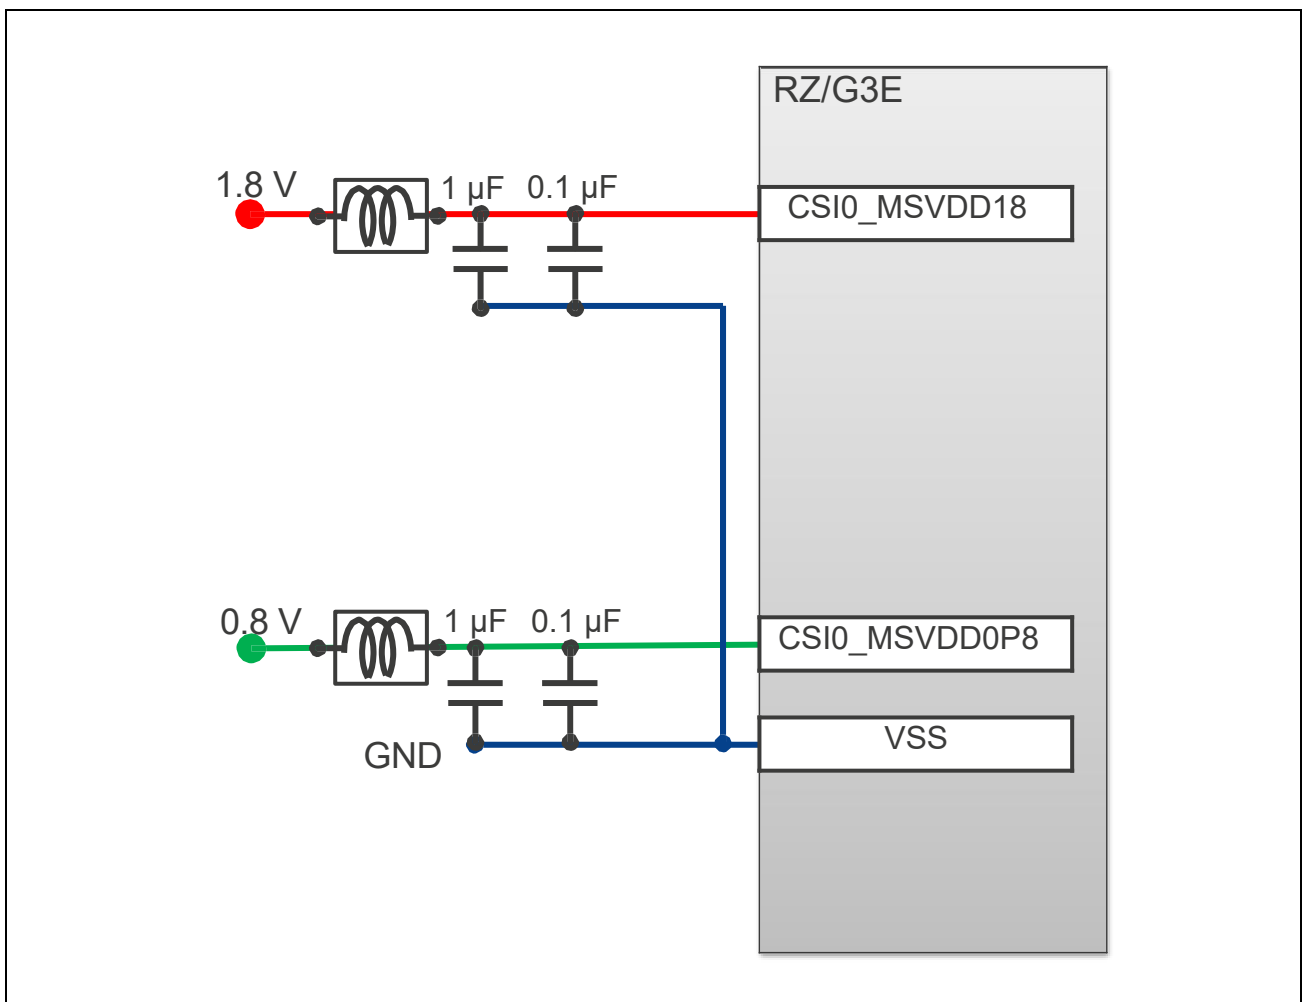 RZ/G3E
1.8 V
1 µF
0.1 µF
CSI0_MSVDD18
0.8 V
1 µF
0.1 µF
CSI0_MSVDD0P8
GND
VSS